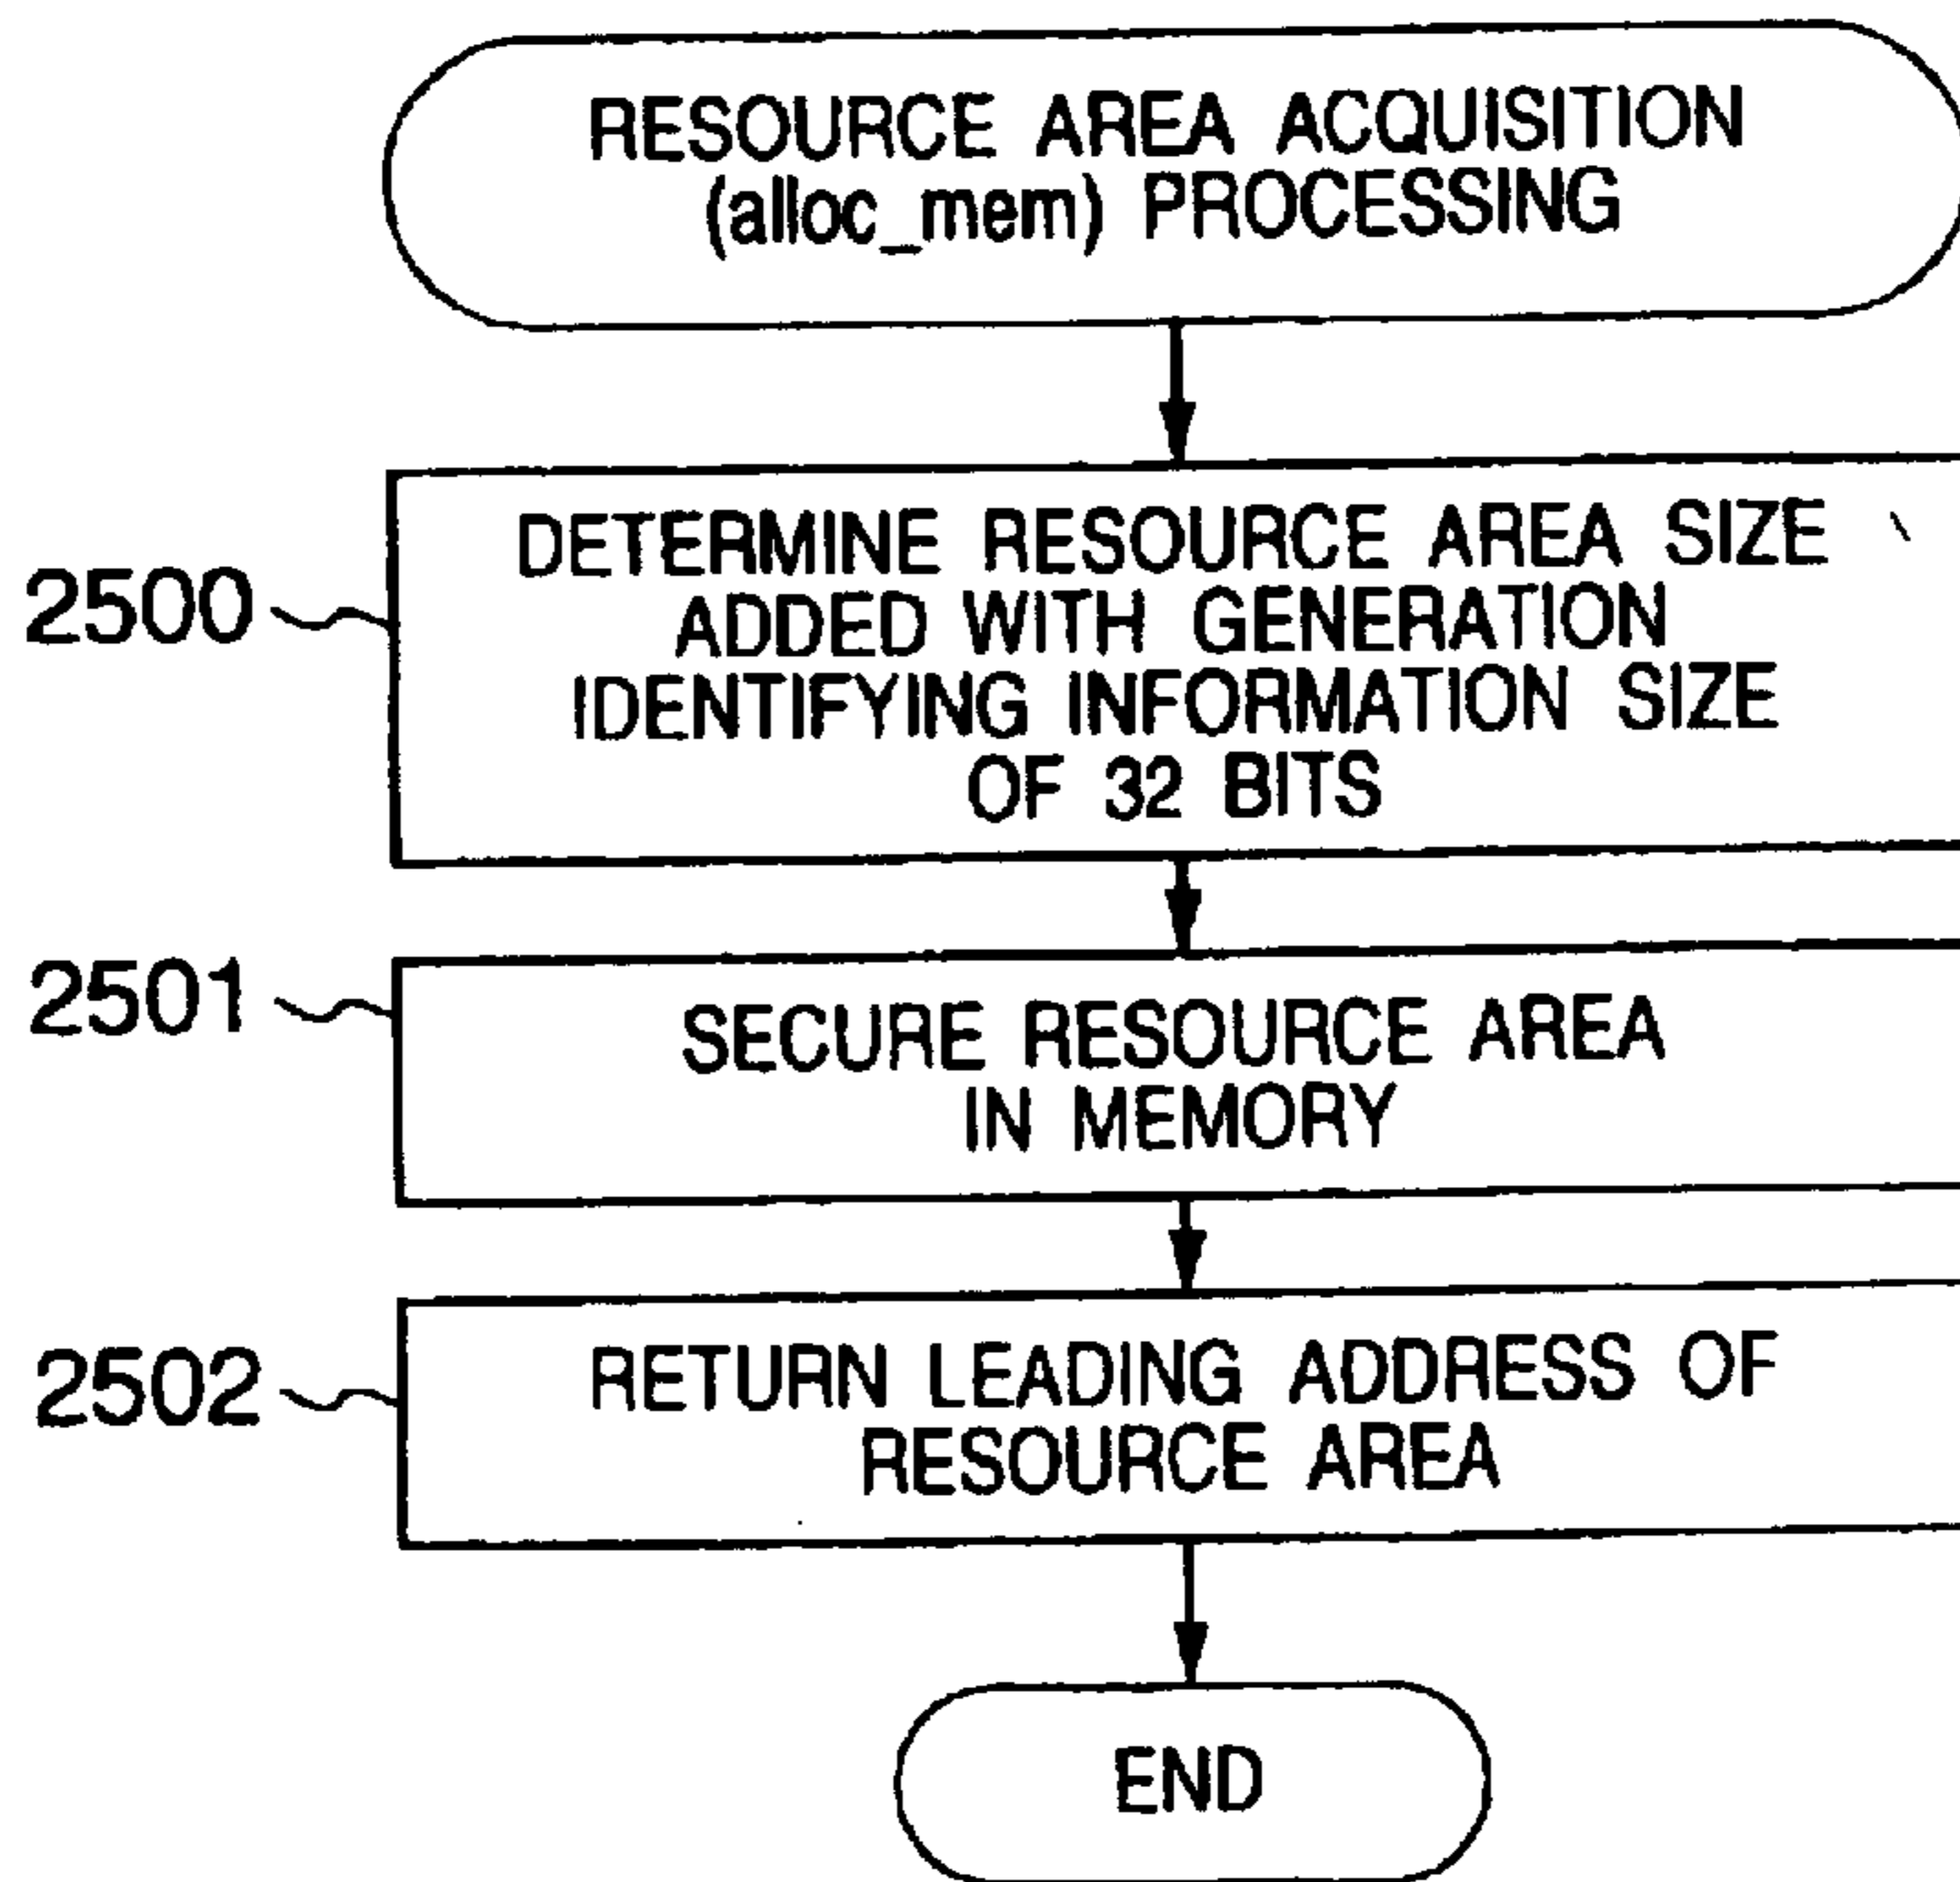 RESOURCE AREA ACQUISITION
(alloc_mem) PROCESSING
2500
DETERMINE RESOURCE AREA SIZE
ADDED WITH GENERATION
IDENTIFYING INFORMATION SIZE
OF 32 BITS
2501
SECURE RESOURCE AREA
IN MEMORY
2502
RETURN LEADING ADDRESS OF
RESOURCE AREA
END